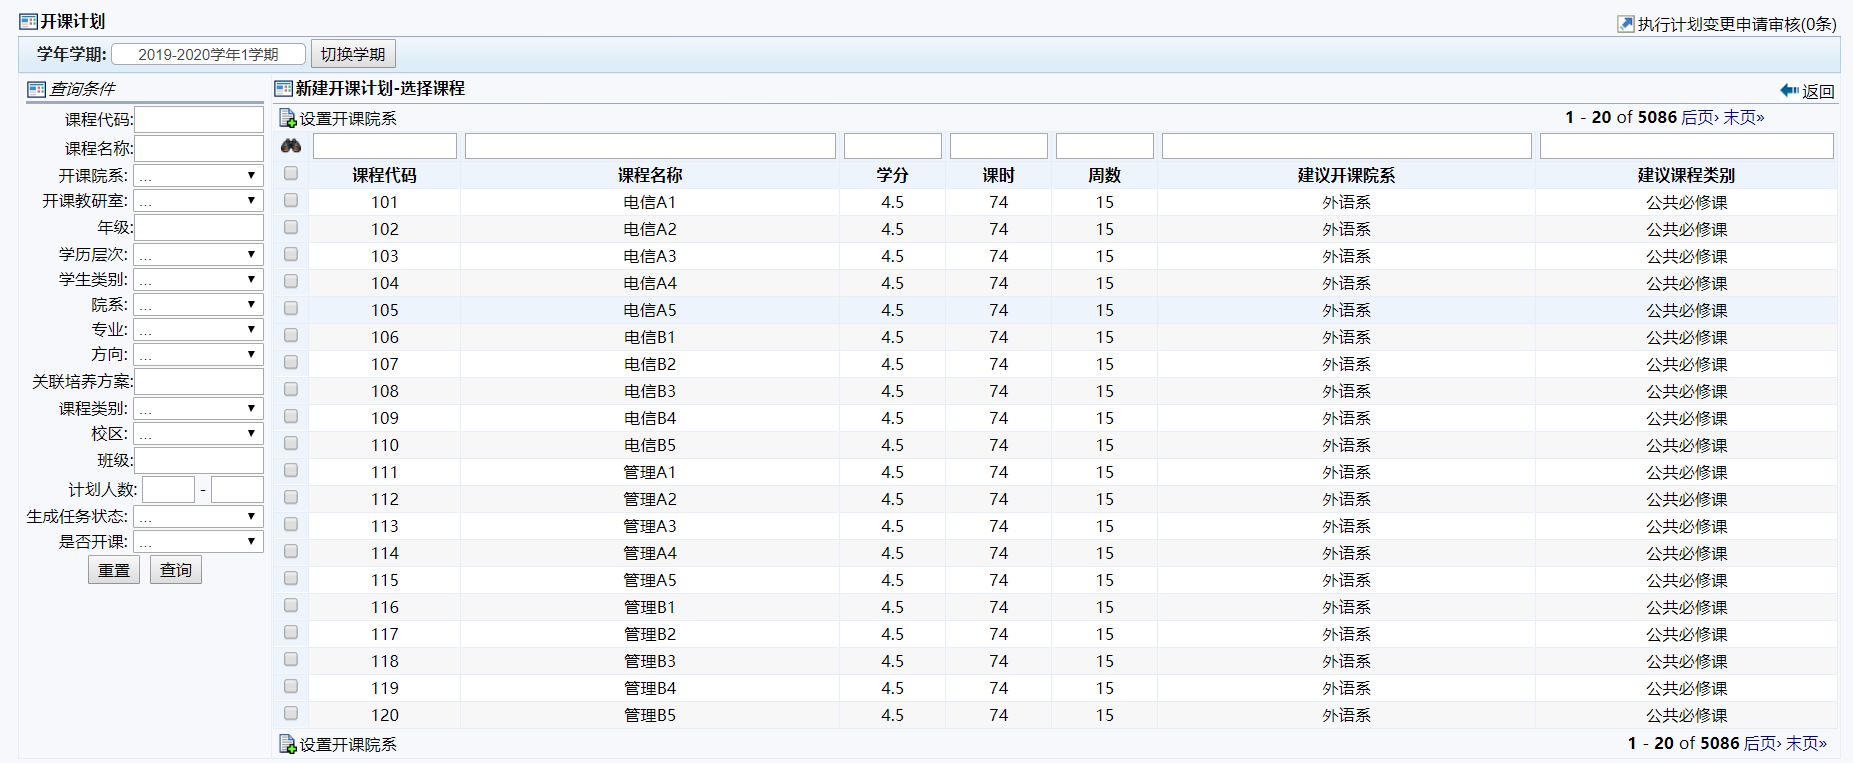 开课计划
执行计划变更申请审核(0条)
学年学期: 2019-2020学年1学期 切换学期
查询条件
课程代码:
课程名称:
开课院系: ...
开课教研室: ...
年级:
学历层次: ...
学生类别: ...
院系: ...
专业: ...
方向: ...
关联培养方案:
课程类别: ...
校区: ...
班级:
计划人数: -
生成任务状态: ...
是否开课: ...
重置 查询
新建开课计划-选择课程
返回
设置开课院系
1 - 20 of 5086 后页› 末页»
课程代码 课程名称 学分 课时 周数 建议开课院系 建议课程类别
101 电信A1 4.5 74 15 外语系 公共必修课
102 电信A2 4.5 74 15 外语系 公共必修课
103 电信A3 4.5 74 15 外语系 公共必修课
104 电信A4 4.5 74 15 外语系 公共必修课
105 电信A5 4.5 74 15 外语系 公共必修课
106 电信B1 4.5 74 15 外语系 公共必修课
107 电信B2 4.5 74 15 外语系 公共必修课
108 电信B3 4.5 74 15 外语系 公共必修课
109 电信B4 4.5 74 15 外语系 公共必修课
110 电信B5 4.5 74 15 外语系 公共必修课
111 管理A1 4.5 74 15 外语系 公共必修课
112 管理A2 4.5 74 15 外语系 公共必修课
113 管理A3 4.5 74 15 外语系 公共必修课
114 管理A4 4.5 74 15 外语系 公共必修课
115 管理A5 4.5 74 15 外语系 公共必修课
116 管理B1 4.5 74 15 外语系 公共必修课
117 管理B2 4.5 74 15 外语系 公共必修课
118 管理B3 4.5 74 15 外语系 公共必修课
119 管理B4 4.5 74 15 外语系 公共必修课
120 管理B5 4.5 74 15 外语系 公共必修课
设置开课院系
1 - 20 of 5086 后页› 末页»